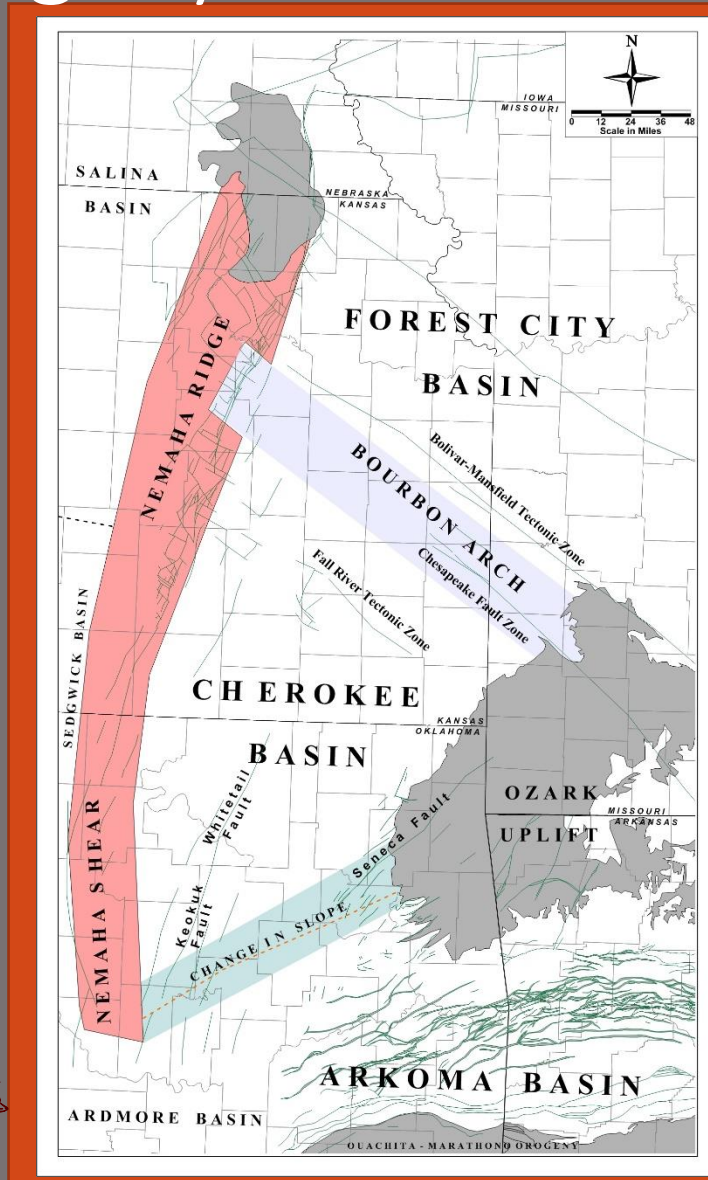 N
0 12 24 36 48
Scale in Miles
IOWA
MISSOURI
SALINA
BASIN
NEBRASKA
KANSAS
FOREST CITY
BASIN
NEMAHA RIDGE
BOURBON ARCH
Bolivar-Mansfield Tectonic Zone
Chesapeake Fault Zone
Fall River Tectonic Zone
SEDGWICK BASIN
CHEROKEE
BASIN
KANSAS
OKLAHOMA
OZARK
UPLIFT
MISSOURI
ARKANSAS
Whitetail
Fault
Seneca Fault
Keokuk
Fault
CHANGE IN SLOPE
NEMAHA SHEAR
ARKOMA BASIN
ARDMORE BASIN
OUACHITA - MARATHONO OROGENY